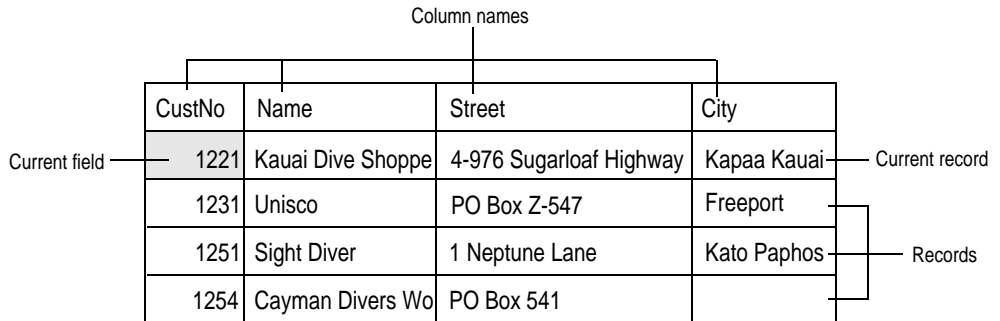 Column names
CustNo Name Street City
Current field 1221 Kauai Dive Shoppe 4-976 Sugarloaf Highway Kapaa Kauai Current record
1231 Unisco PO Box Z-547 Freeport
1251 Sight Diver 1 Neptune Lane Kato Paphos Records
1254 Cayman Divers Wo PO Box 541